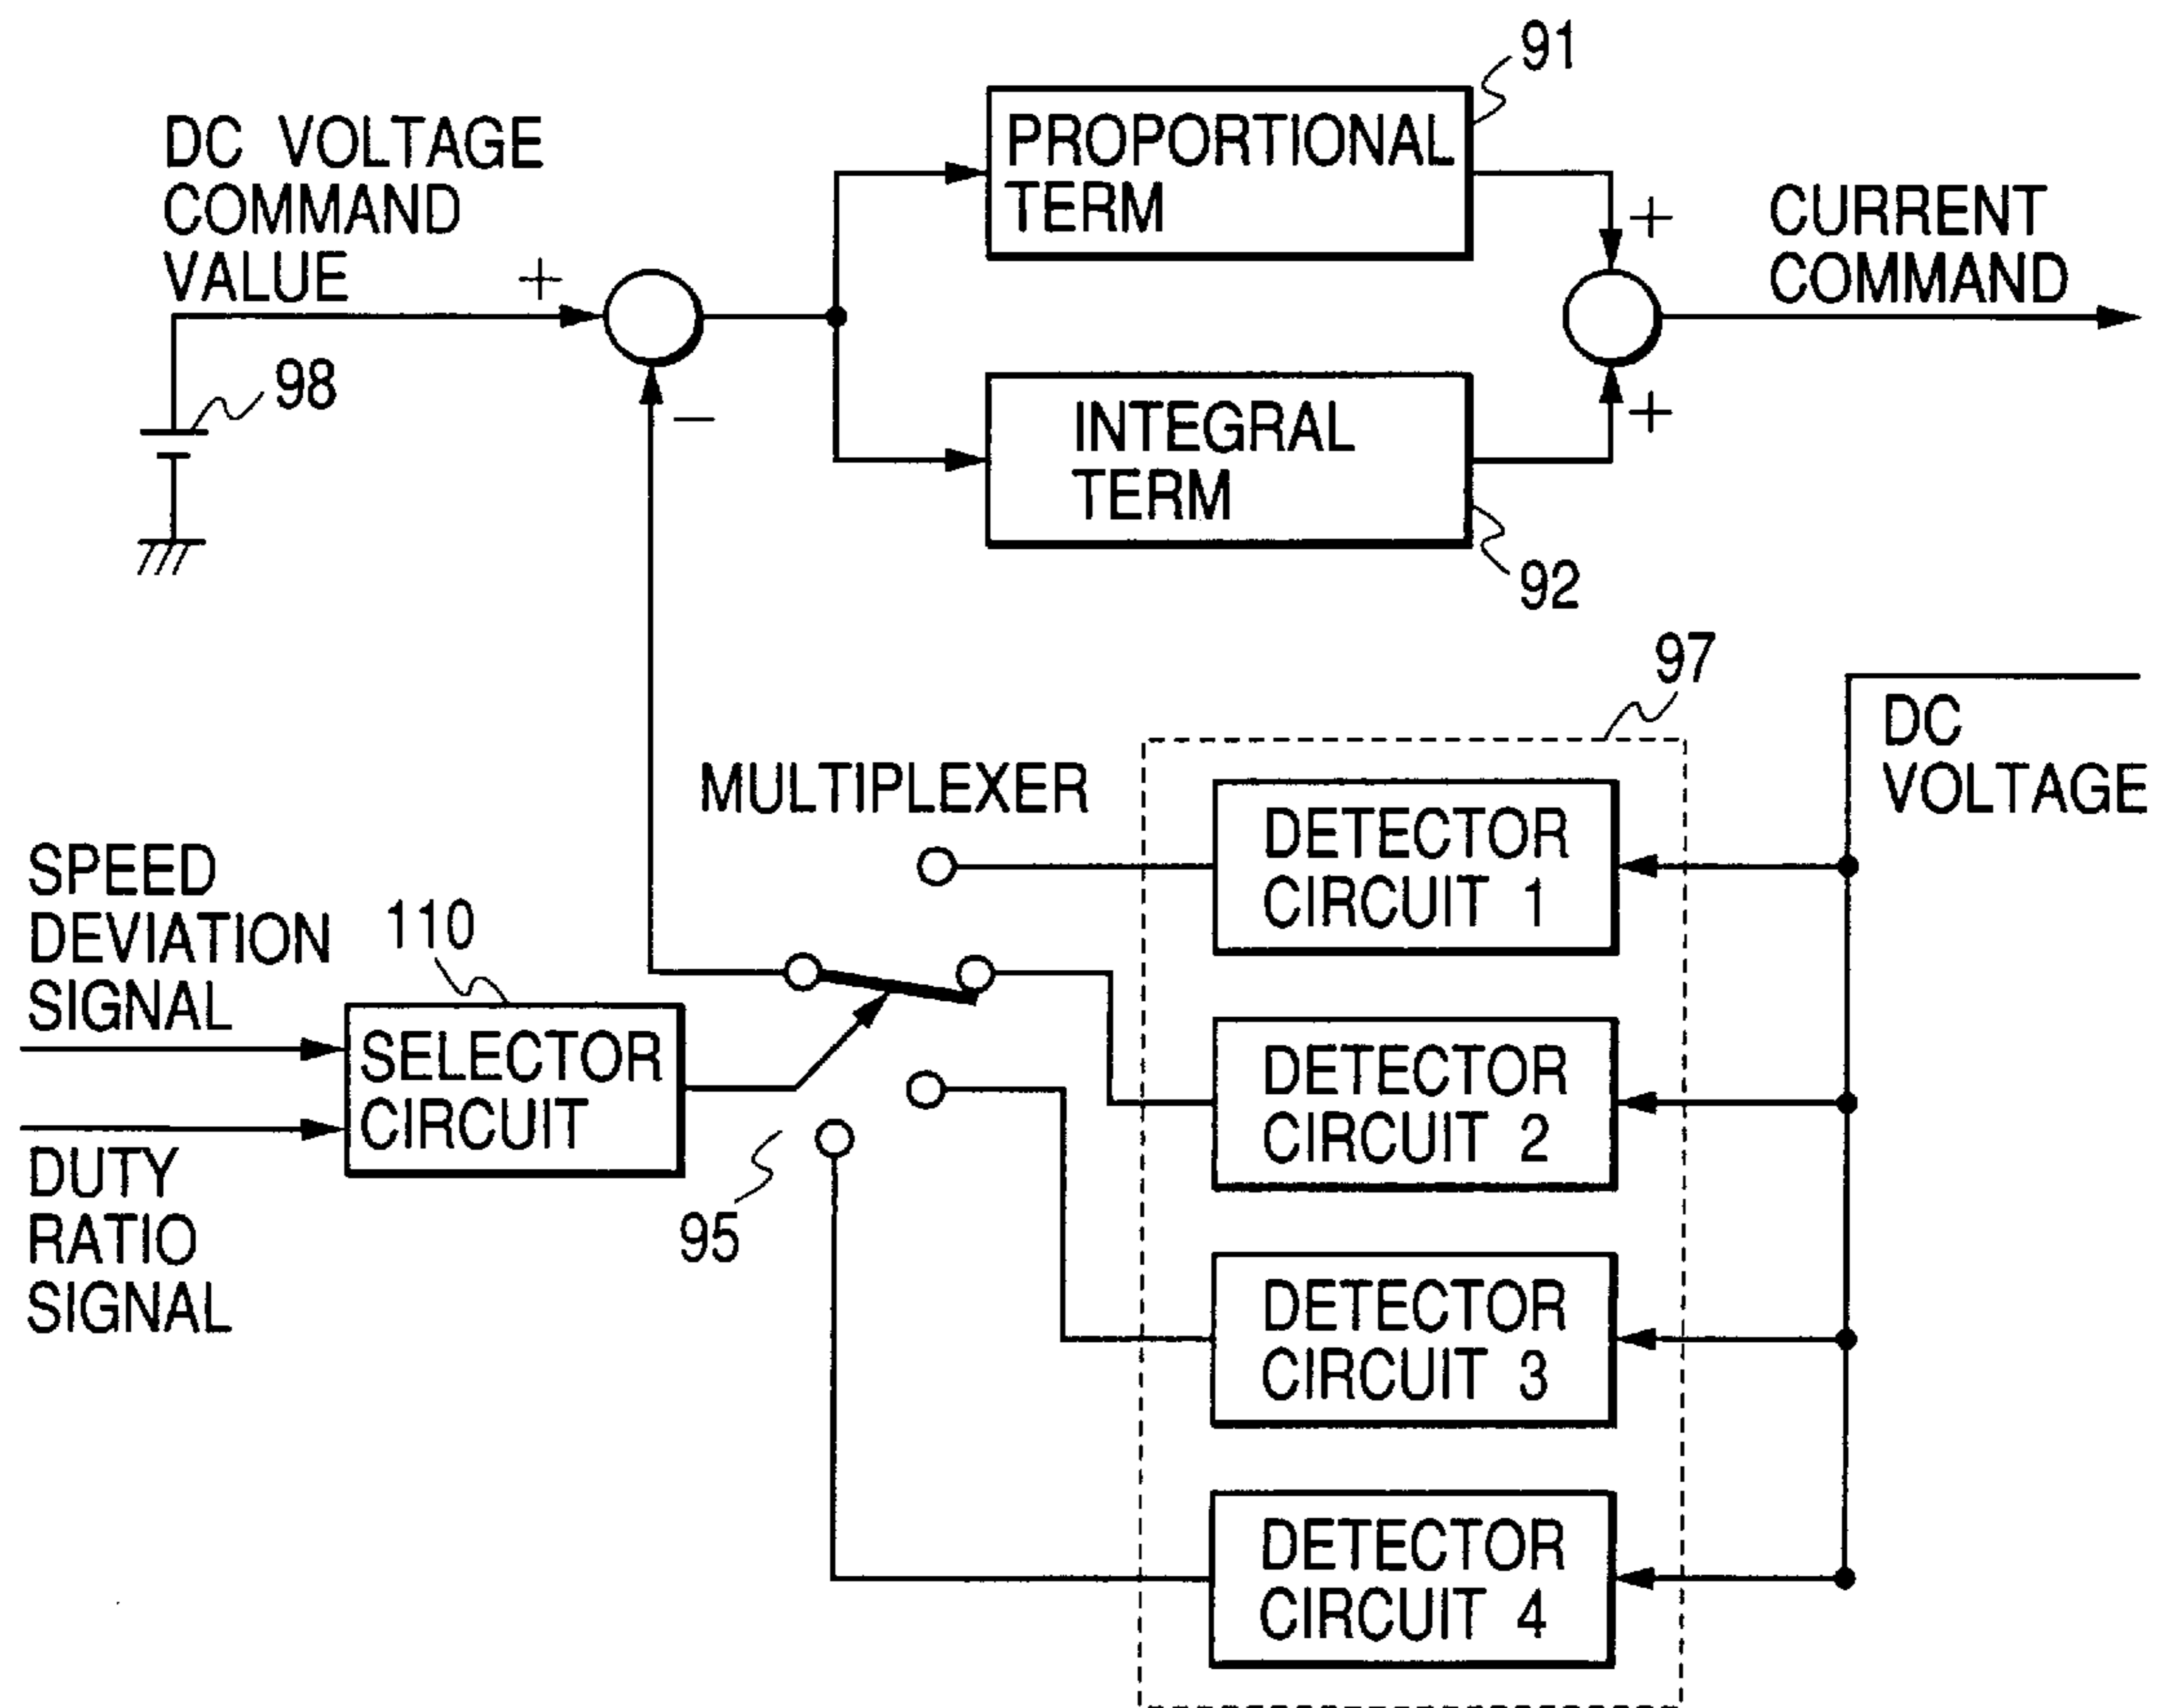 91
DC VOLTAGE
COMMAND
VALUE
PROPORTIONAL
TERM
+
+
CURRENT
COMMAND
98
−
INTEGRAL
TERM
+
92
97
DC
VOLTAGE
MULTIPLEXER
DETECTOR
CIRCUIT 1
SPEED
DEVIATION
SIGNAL
110
SELECTOR
CIRCUIT
DETECTOR
CIRCUIT 2
DUTY
RATIO
SIGNAL
95
DETECTOR
CIRCUIT 3
DETECTOR
CIRCUIT 4